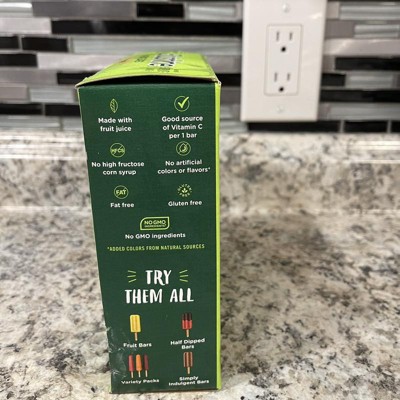 Made with
fruit juice
Good source
of Vitamin C
per 1 bar
HFCS
No high fructose
corn syrup
No artificial
colors or flavors*
FAT
Fat free
Gluten free
NO GMO
INGREDIENTS
No GMO ingredients
*ADDED COLORS FROM NATURAL SOURCES
TRY
THEM ALL
Fruit Bars
Half Dipped
Bars
Variety Packs
Simply
Indulgent Bars